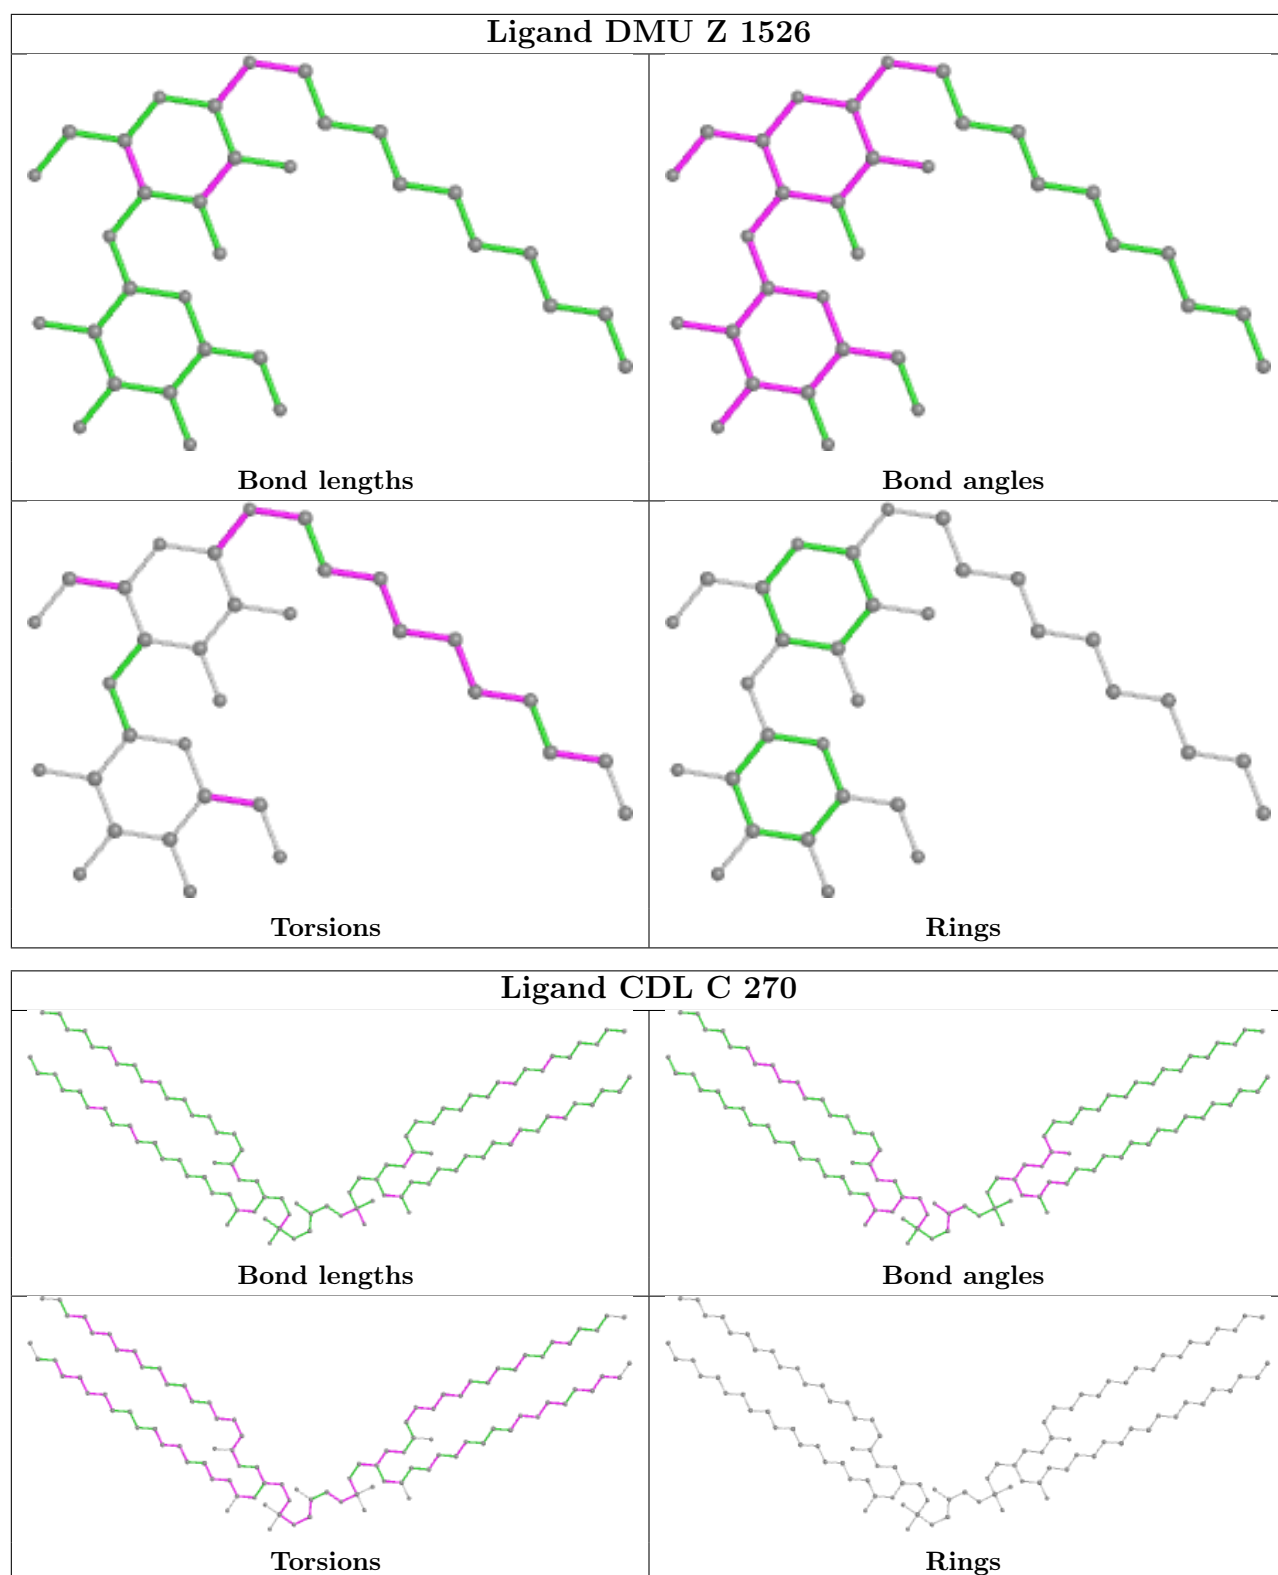 Ligand DMU Z 1526
Bond lengths
Bond angles
Torsions
Rings
Ligand CDL C 270
Bond lengths
Bond angles
Torsions
Rings